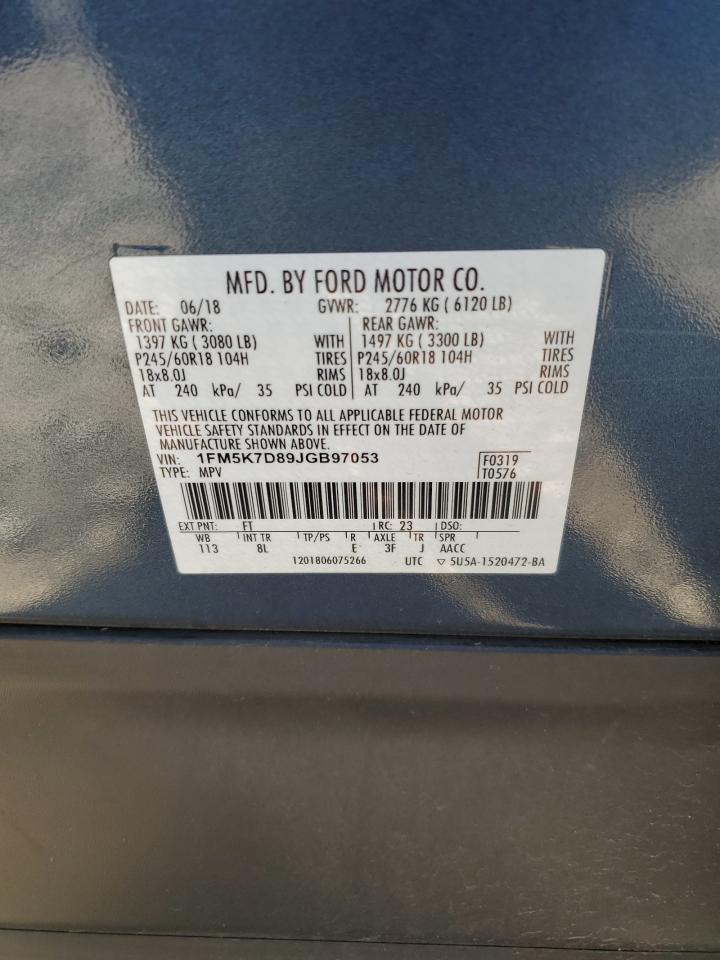 MFD. BY FORD MOTOR CO.
DATE: 06/18 GVWR: 2776 KG ( 6120 LB)
FRONT GAWR: REAR GAWR:
1397 KG ( 3080 LB) WITH 1497 KG ( 3300 LB) WITH
P245/60R18 104H TIRES P245/60R18 104H TIRES
18x8.0J RIMS 18x8.0J RIMS
AT 240 kPa/ 35 PSI COLD AT 240 kPa/ 35 PSI COLD
THIS VEHICLE CONFORMS TO ALL APPLICABLE FEDERAL MOTOR
VEHICLE SAFETY STANDARDS IN EFFECT ON THE DATE OF
MANUFACTURE SHOWN ABOVE.
VIN: 1FM5K7D89JGB97053 F0319
TYPE: MPV T0576
EXT PNT: FT RC: 23 DSO:
WB INT TR TP/PS R AXLE TR SPR
113 8L E 3F J AACC
1201806075266 UTC ▽ 5U5A-1520472-BA